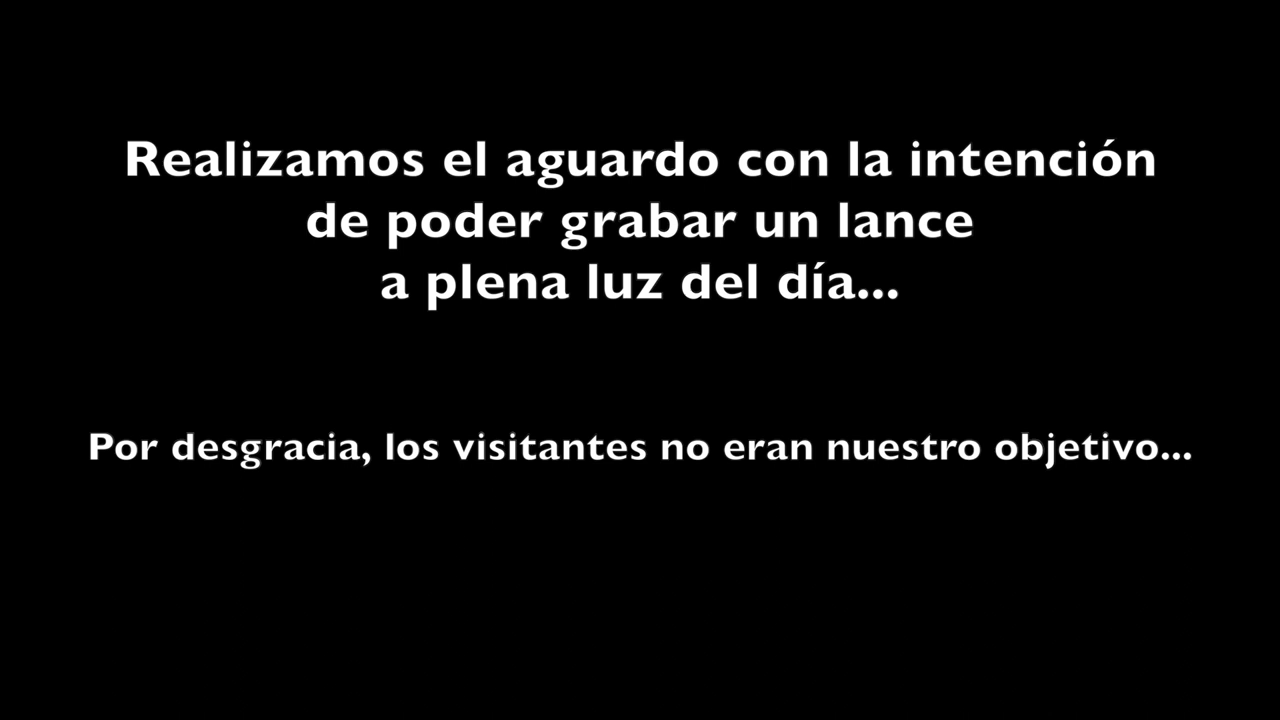 Realizamos el aguardo con la intención
de poder grabar un lance
a plena luz del día...
Por desgracia, los visitantes no eran nuestro objetivo...